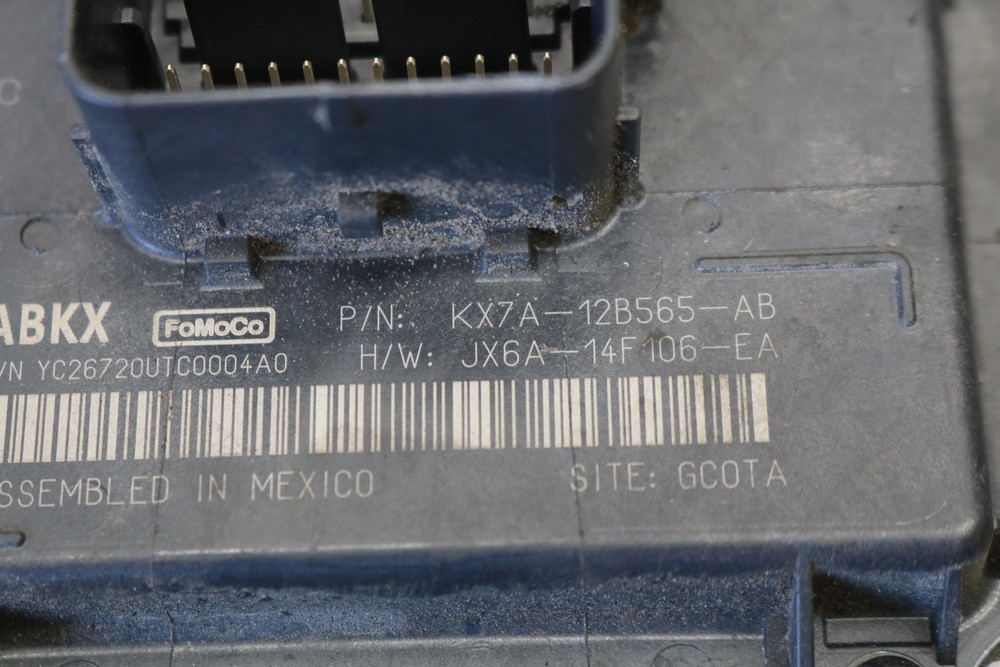 ABKX FoMoCo P/N: KX7A-12B565-AB
/N YC26720UTC0004A0 H/W: JX6A-14F106-EA
SSEMBLED IN MEXICO SITE: GCOTA